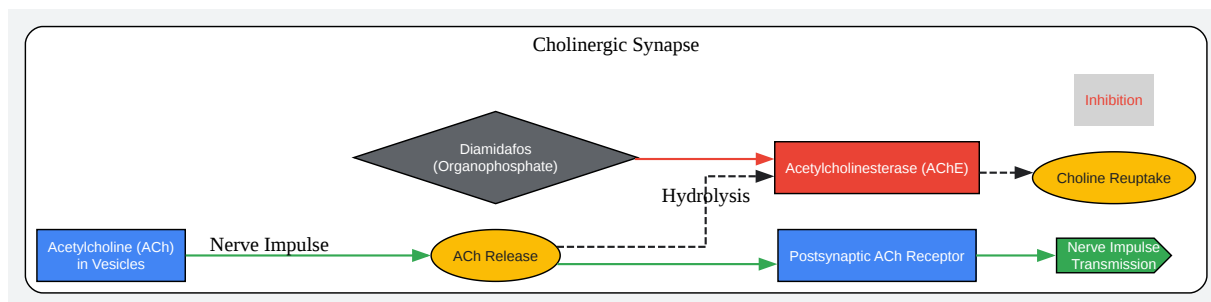 Cholinergic Synapse
Inhibition
Diamidafos
(Organophosphate)
Acetylcholinesterase (AChE)
Choline Reuptake
Hydrolysis
Acetylcholine (ACh)
in Vesicles
Nerve Impulse
ACh Release
Postsynaptic ACh Receptor
Nerve Impulse
Transmission